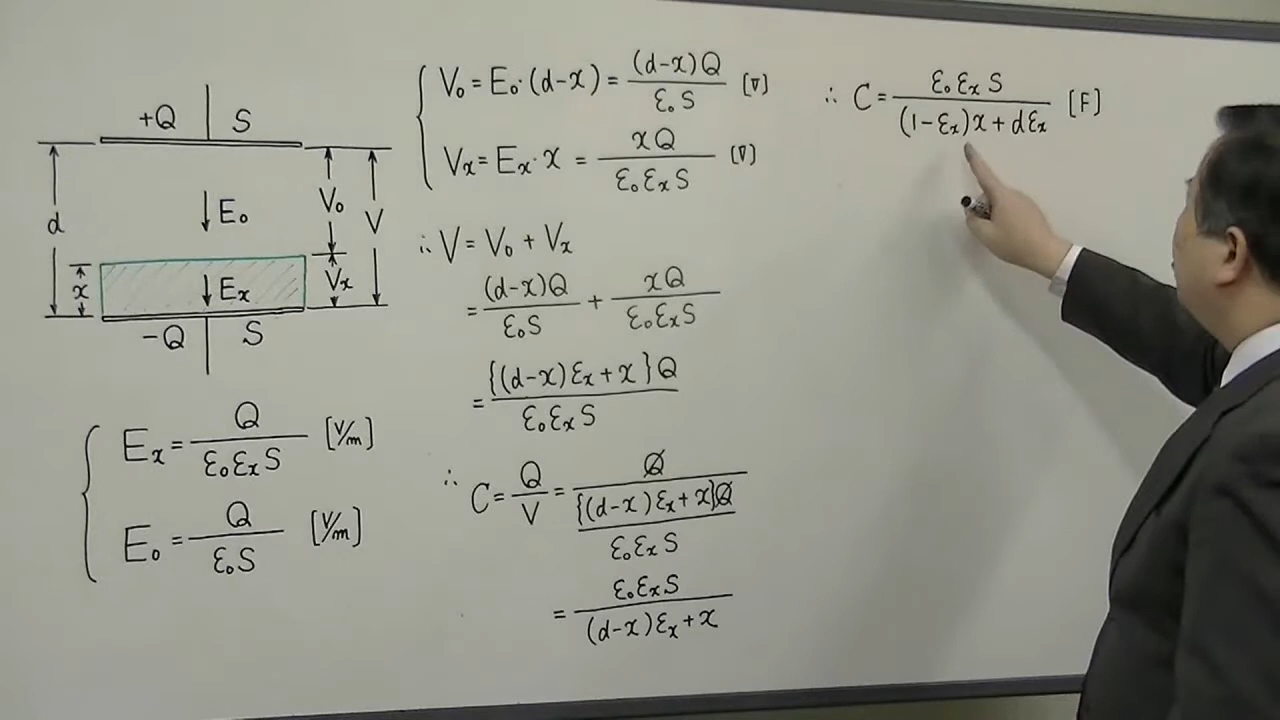 +Q S
d
E₀
V₀
V
x
Eₓ
Vₓ
−Q S
Eₓ = Q / ε₀εₓS [V/m]
E₀ = Q / ε₀S [V/m]
V₀ = E₀·(d−x) = (d−x)Q / ε₀S [V]
Vₓ = Eₓ·x = xQ / ε₀εₓS [V]
∴ V = V₀ + Vₓ
= (d−x)Q / ε₀S + xQ / ε₀εₓS
= {(d−x)εₓ + x}Q / ε₀εₓS
∴ C = Q / V = Q / ({(d−x)εₓ + x}Q / ε₀εₓS)
= ε₀εₓS / (d−x)εₓ + x
∴ C = ε₀εₓS / (1−εₓ)x + dεₓ [F]